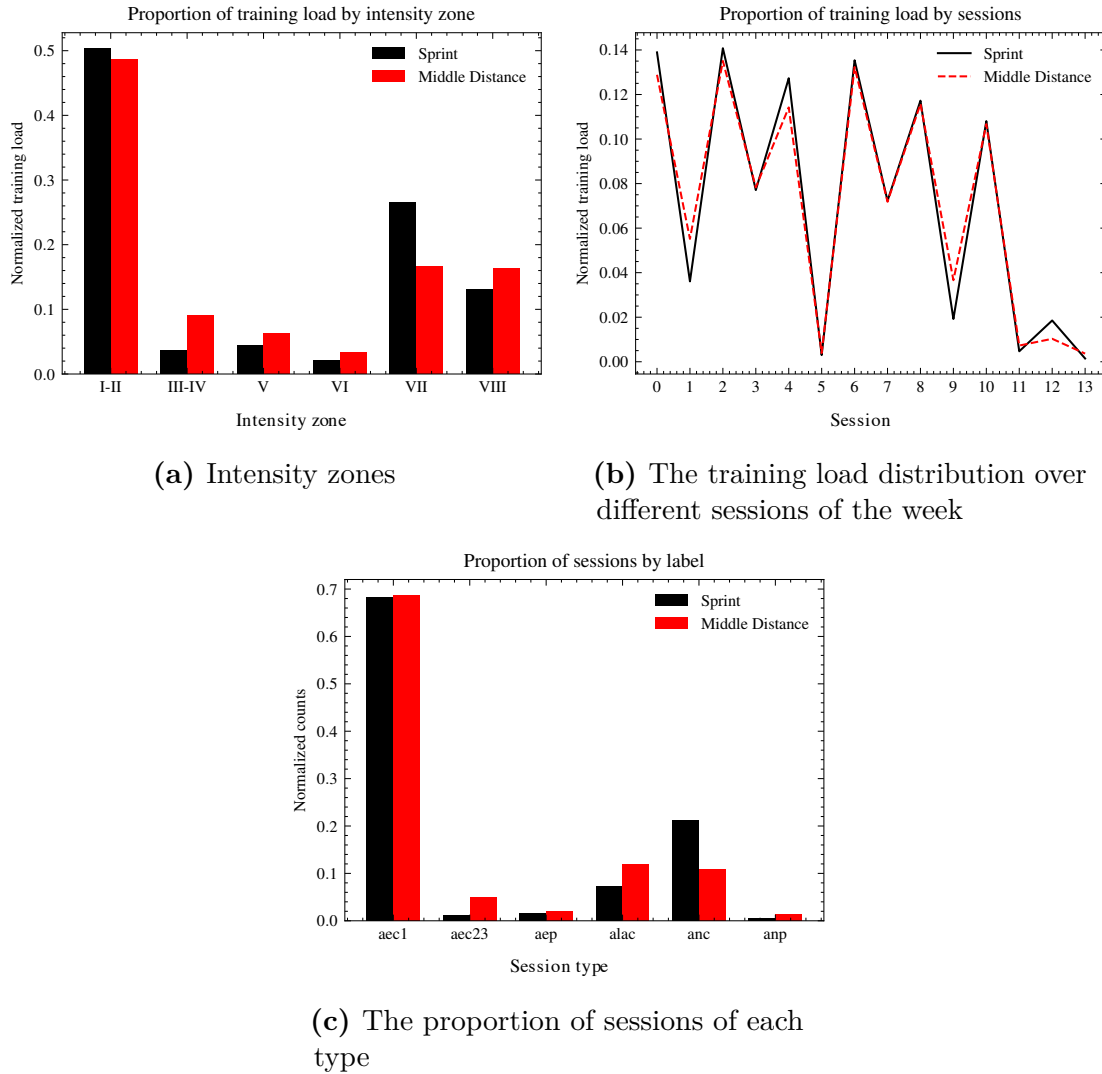 Proportion of training load by intensity zone
Normalized training load
0.5
0.4
0.3
0.2
0.1
0.0
Sprint
Middle Distance
I-II III-IV V VI VII VIII
Intensity zone
(a) Intensity zones
Proportion of training load by sessions
Normalized training load
0.14
0.12
0.10
0.08
0.06
0.04
0.02
0.00
Sprint
Middle Distance
0 1 2 3 4 5 6 7 8 9 10 11 12 13
Session
(b) The training load distribution over
different sessions of the week
Proportion of sessions by label
Normalized counts
0.7
0.6
0.5
0.4
0.3
0.2
0.1
0.0
Sprint
Middle Distance
aec1 aec23 aep alac anc anp
Session type
(c) The proportion of sessions of each
type